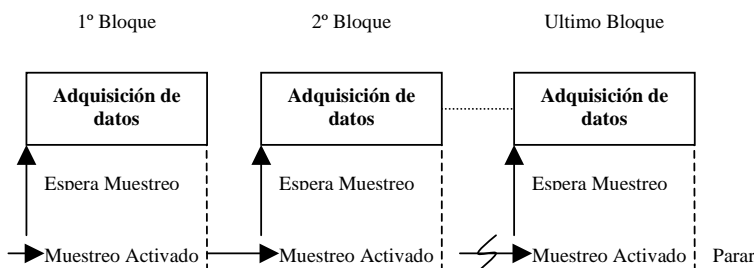 1º Bloque
2º Bloque
Ultimo Bloque
Adquisición de
datos
Adquisición de
datos
Adquisición de
datos
Espera Muestreo
Espera Muestreo
Espera Muestreo
Muestreo Activado
Muestreo Activado
Muestreo Activado